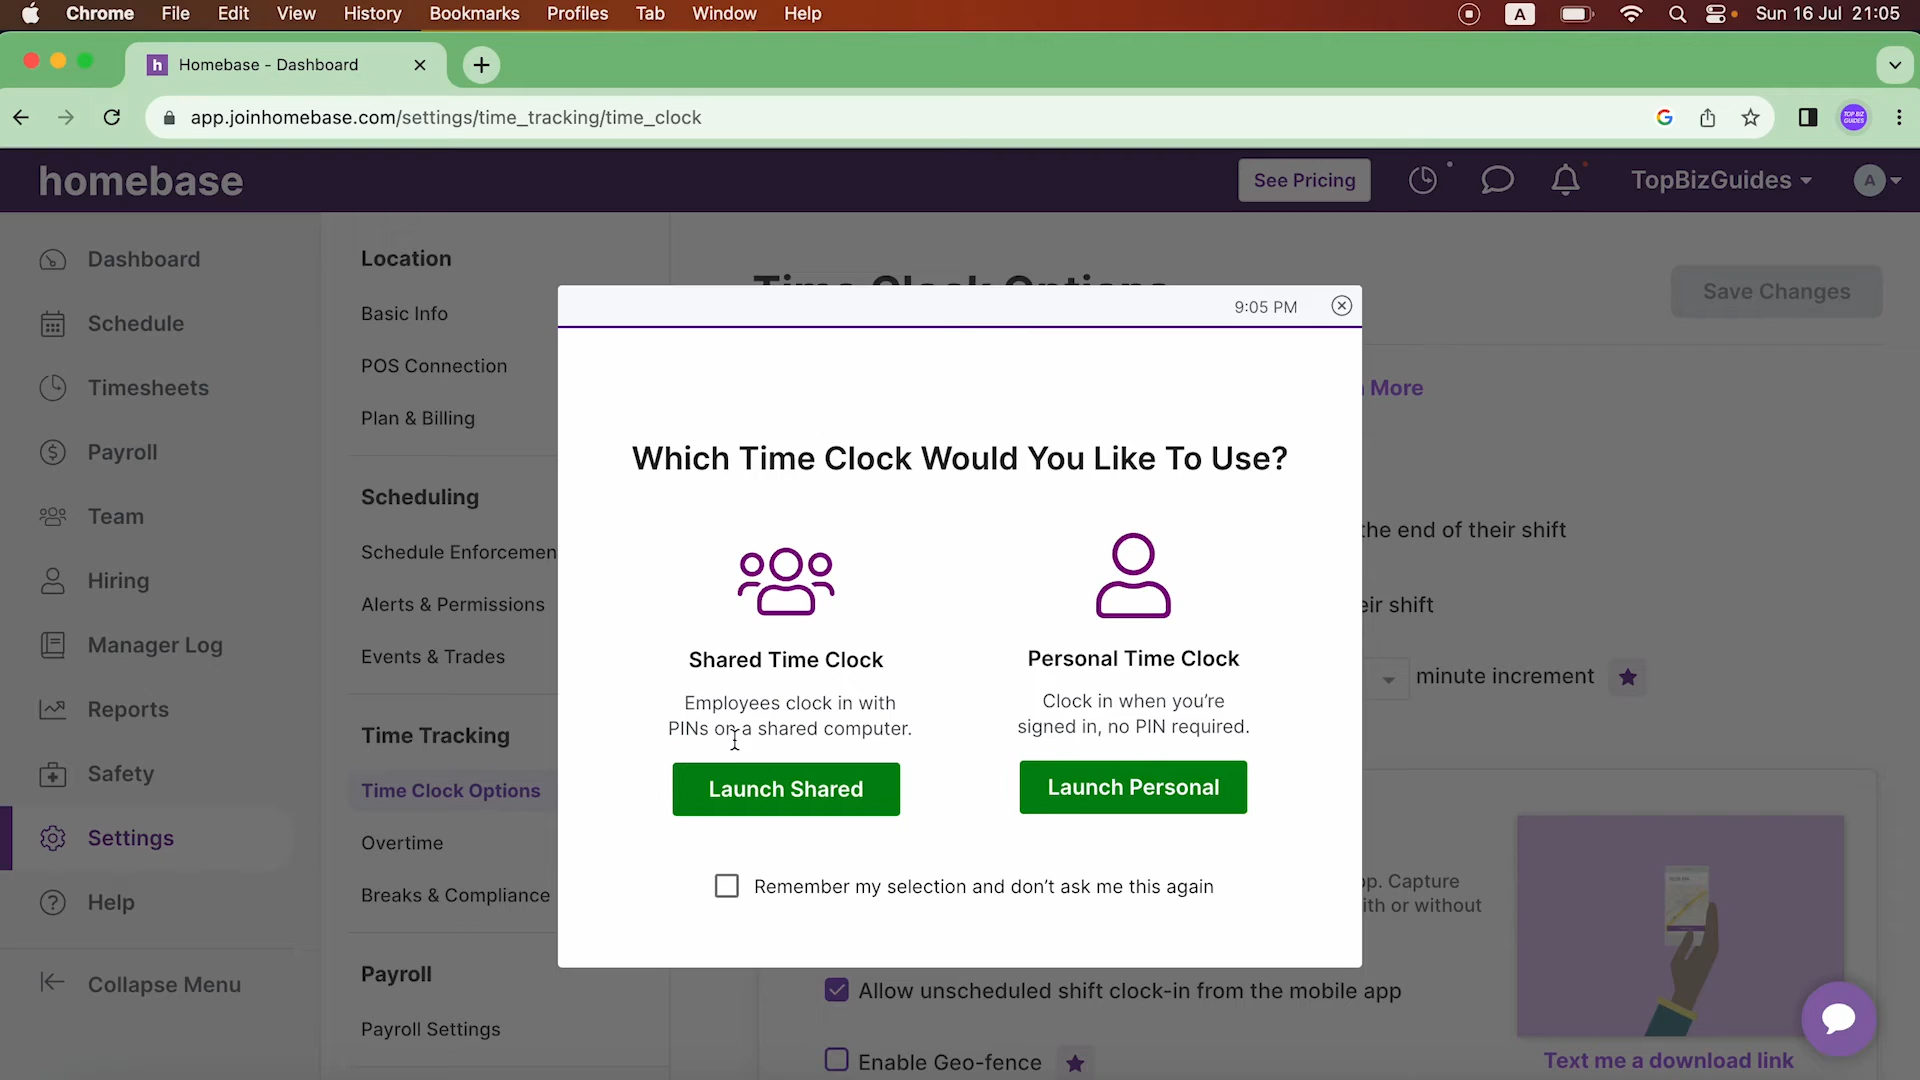 Chrome File Edit View History Bookmarks Profiles Tab Window Help
A
Sun 16 Jul 21:05
h Homebase - Dashboard
app.joinhomebase.com/settings/time_tracking/time_clock
G
TOP BIZ
GUIDES
homebase
See Pricing
TopBizGuides
A
Dashboard
Schedule
Timesheets
Payroll
Team
Hiring
Manager Log
Reports
Safety
Settings
Help
Collapse Menu
Location
Basic Info
POS Connection
Plan & Billing
Scheduling
Schedule Enforcemen
Alerts & Permissions
Events & Trades
Time Tracking
Time Clock Options
Overtime
Breaks & Compliance
Payroll
Payroll Settings
Time Clock Options
Save Changes
More
the end of their shift
eir shift
minute increment
9:05 PM
Which Time Clock Would You Like To Use?
Shared Time Clock
Employees clock in with
PINs on a shared computer.
Launch Shared
Personal Time Clock
Clock in when you're
signed in, no PIN required.
Launch Personal
Remember my selection and don't ask me this again
pp. Capture
ith or without
Allow unscheduled shift clock-in from the mobile app
Enable Geo-fence
Text me a download link